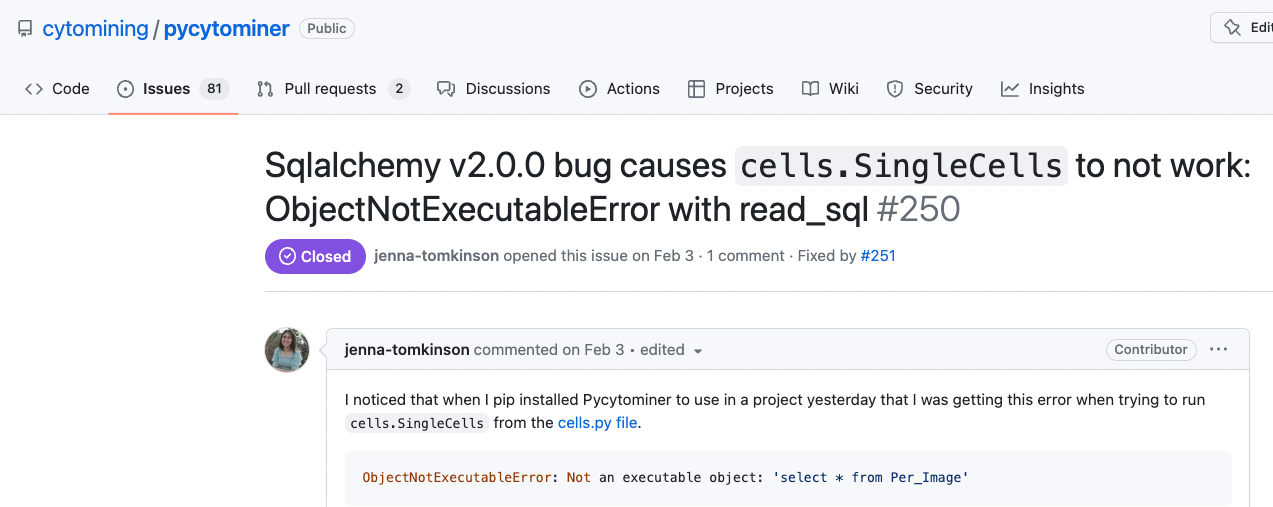 cytomining / pycytominer Public Edit
Code Issues 81 Pull requests 2 Discussions Actions Projects Wiki Security Insights
Sqlalchemy v2.0.0 bug causes cells.SingleCells to not work:
ObjectNotExecutableError with read_sql #250
Closed jenna-tomkinson opened this issue on Feb 3 · 1 comment · Fixed by #251
jenna-tomkinson commented on Feb 3 • edited Contributor ···
I noticed that when I pip installed Pycytominer to use in a project yesterday that I was getting this error when trying to run
cells.SingleCells from the cells.py file.
ObjectNotExecutableError: Not an executable object: 'select * from Per_Image'